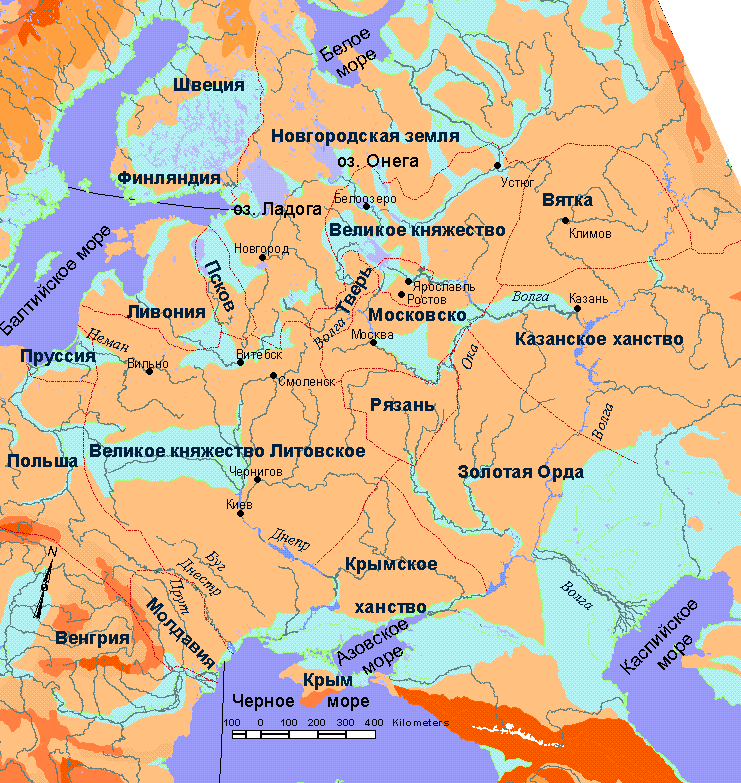 Белое
море
Швеция
Новгородская земля
оз. Онега
Финляндия
Устюг
Вятка
Белоозеро
оз. Ладога
Климов
Великое княжество
Новгород
Балтийское море
Псков
Тверь
Ярославль
Ростов
Волга
Казань
Ливония
Московско
Волга
Неман
Москва
Казанское ханство
Пруссия
Витебск
Ока
Вильно
Смоленск
Рязань
Волга
Великое княжество Литовское
Польша
Чернигов
Золотая Орда
Киев
Днепр
N
Буг
Днестр
Крымское
Прут
Волга
ханство
Молдавия
Венгрия
Азовское
море
Каспийское
море
Крым
Черное море
100 0 100 200 300 400 Kilometers